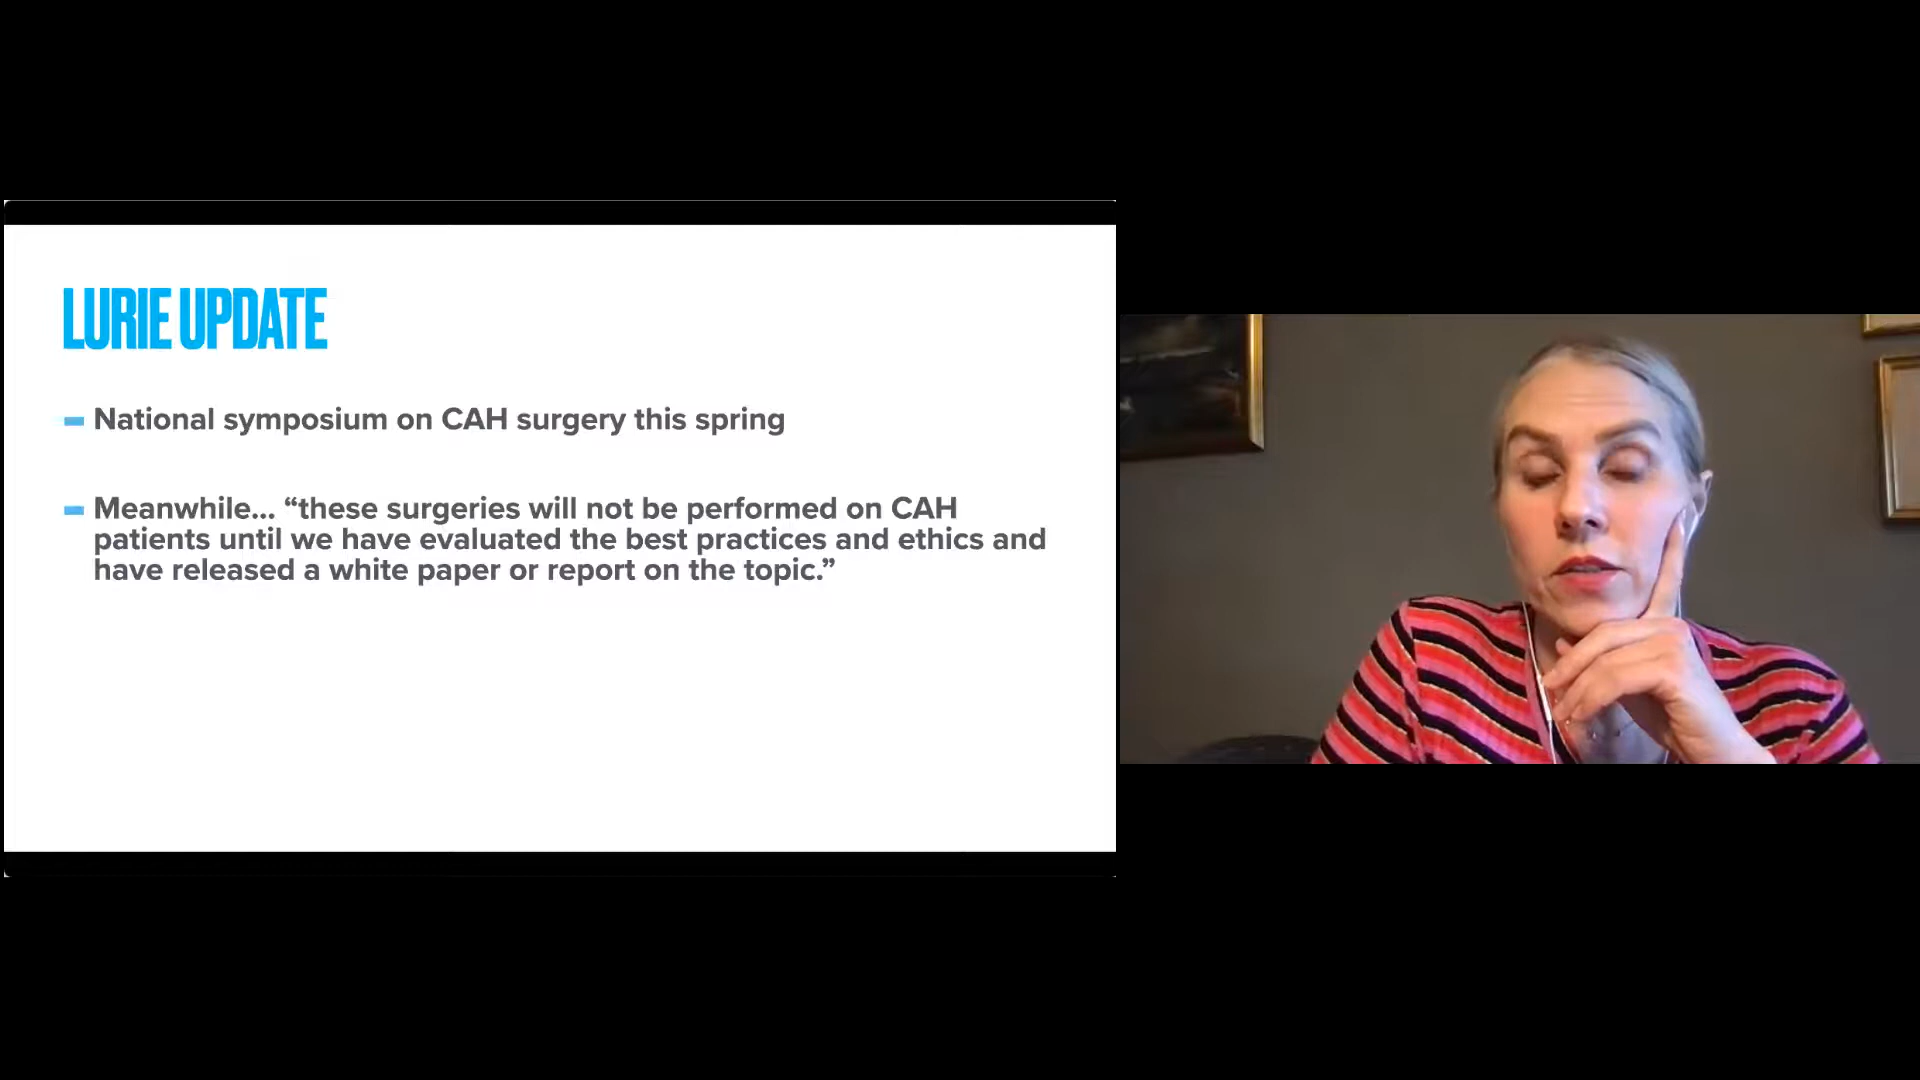 LURIE UPDATE
National symposium on CAH surgery this spring
Meanwhile... “these surgeries will not be performed on CAH
patients until we have evaluated the best practices and ethics and
have released a white paper or report on the topic.”